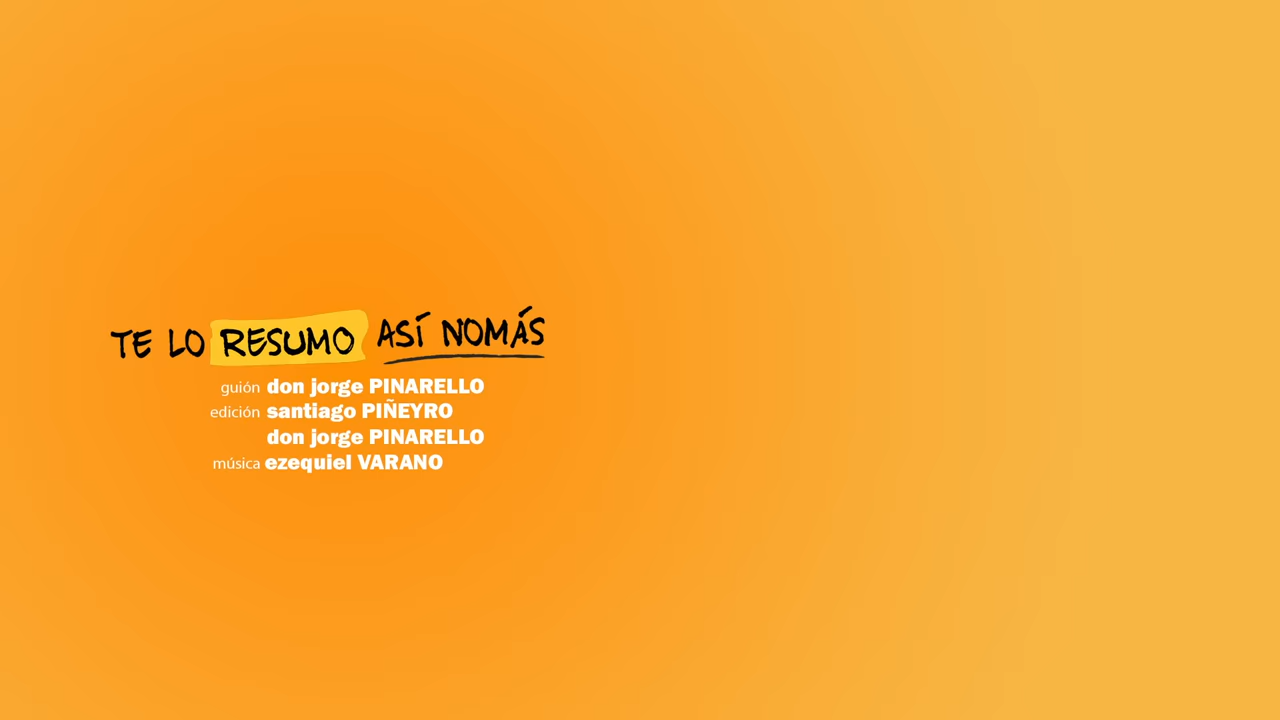 TE LO RESUMO ASÍ NOMÁS
guión don jorge PINARELLO
edición santiago PIÑEYRO
don jorge PINARELLO
música ezequiel VARANO